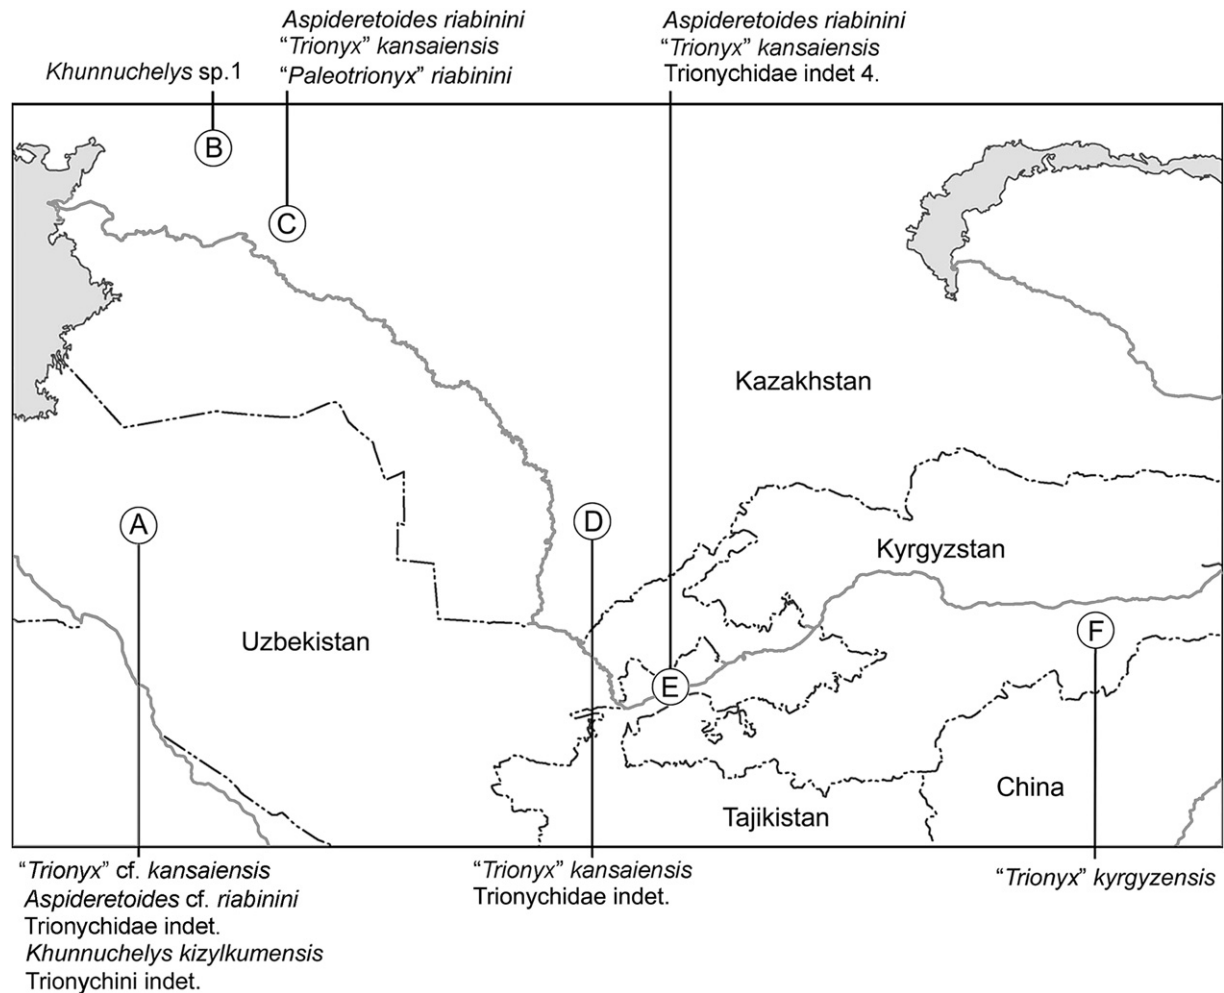 Aspideretoides riabinini
“Trionyx” kansaiensis
“Paleotrionyx” riabinini
Aspideretoides riabinini
“Trionyx” kansaiensis
Trionychidae indet 4.
Khunnuchelys sp.1
B
C
Kazakhstan
A
D
Kyrgyzstan
Uzbekistan
F
E
China
Tajikistan
“Trionyx” cf. kansaiensis
Aspideretoides cf. riabinini
Trionychidae indet.
Khunnuchelys kizylkumensis
Trionychini indet.
“Trionyx” kansaiensis
Trionychidae indet.
“Trionyx” kyrgyzensis